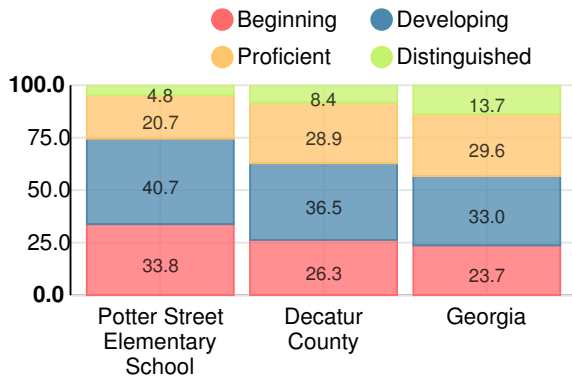 Beginning Developing
Proficient Distinguished
100.0
75.0
50.0
25.0
0.0
4.8 8.4 13.7
20.7 28.9 29.6
40.7 36.5 33.0
33.8 26.3 23.7
Potter Street
Elementary
School
Decatur
County
Georgia